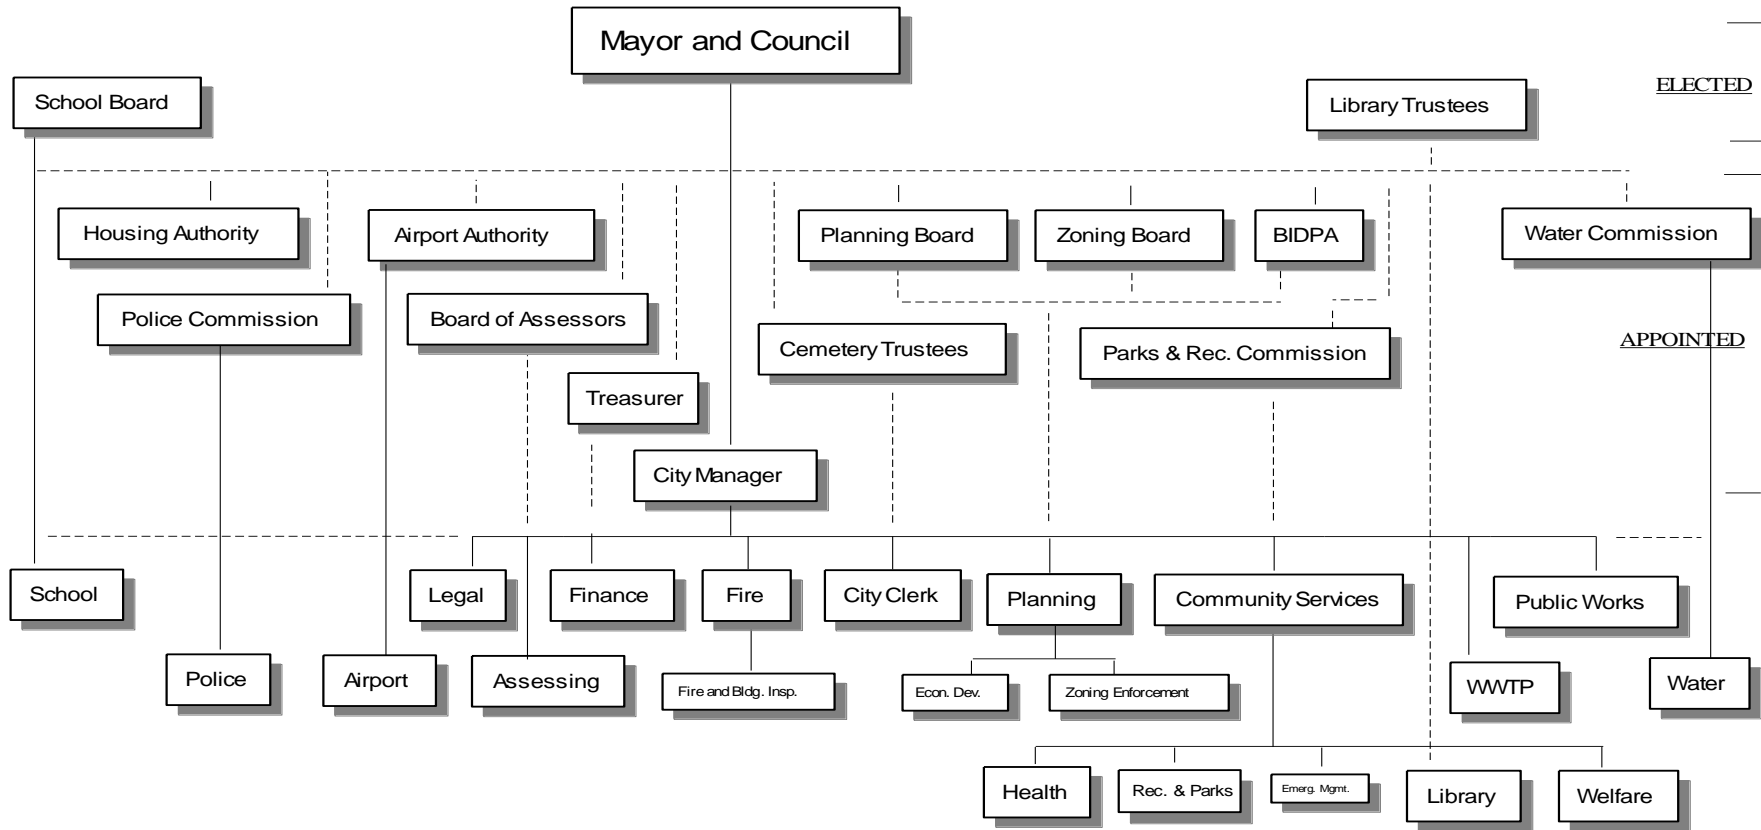 Mayor and Council
School Board
Library Trustees
ELECTED
Housing Authority
Airport Authority
Planning Board
Zoning Board
BIDPA
Water Commission
Police Commission
Board of Assessors
Cemetery Trustees
Parks & Rec. Commission
APPOINTED
Treasurer
City Manager
School
Legal
Finance
Fire
City Clerk
Planning
Community Services
Public Works
Police
Airport
Assessing
Fire and Bldg. Insp.
Econ. Dev.
Zoning Enforcement
WWTP
Water
Health
Rec. & Parks
Emerg. Mgmt.
Library
Welfare